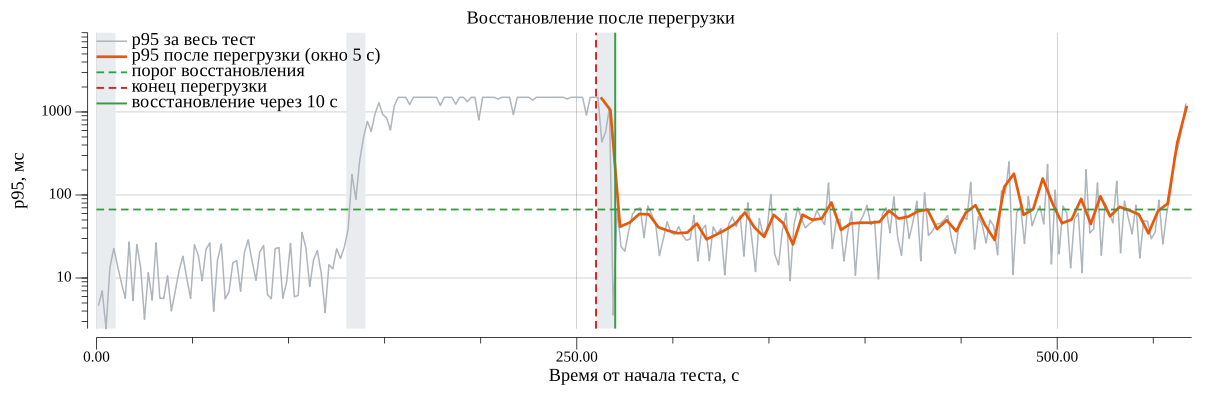 Восстановление после перегрузки
p95 за весь тест
p95 после перегрузки (окно 5 с)
порог восстановления
конец перегрузки
восстановление через 10 с
p95, мс
1000
100
10
0.00
250.00
500.00
Время от начала теста, с